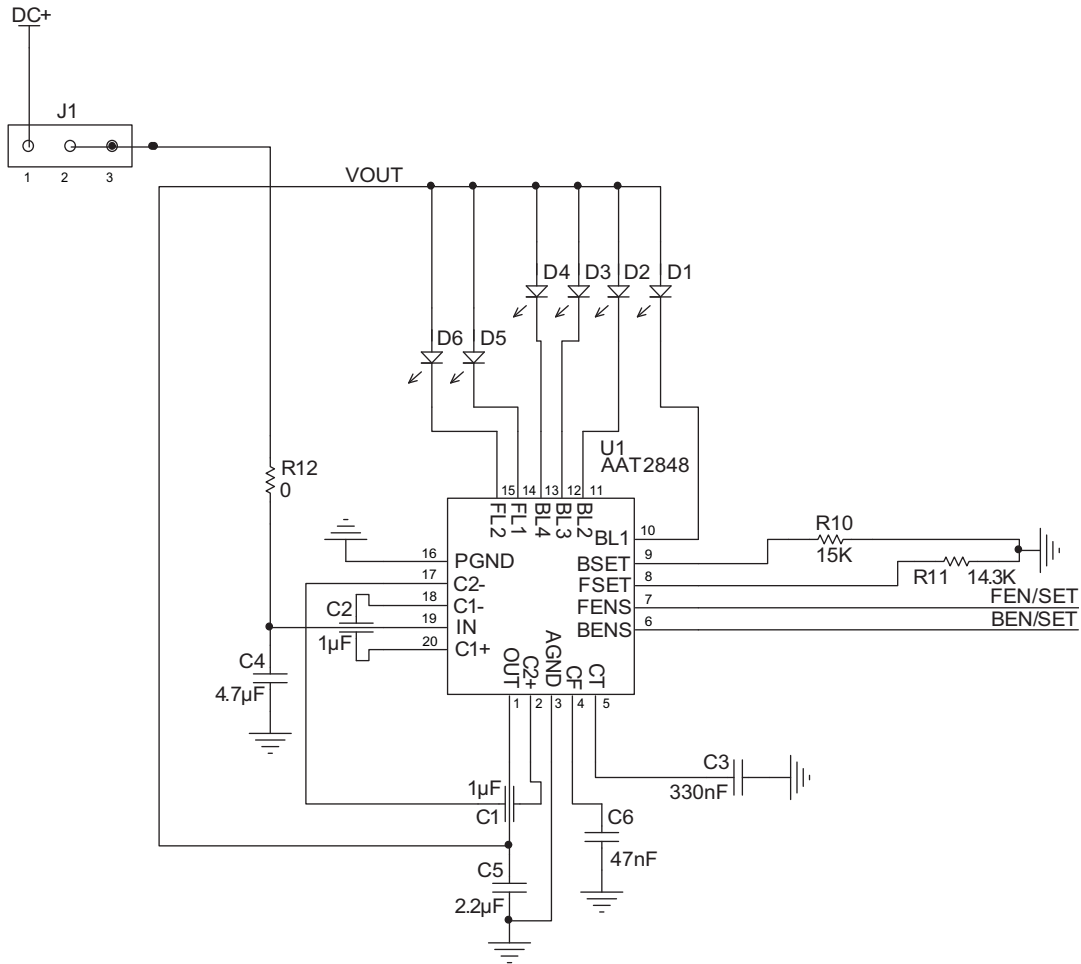 DC+
J1
1 2 3
VOUT
D4 D3 D2 D1
D6 D5
U1
AAT2848
R12
0
15 14 13 12 11
FL2 FL1 BL4 BL3 BL2
10 BL1
9 BSET
8 FSET
7 FENS
6 BENS
R10
15K
R11 14.3K
FEN/SET
BEN/SET
16 PGND
17 C2-
18 C1-
19 IN
20 C1+
C2
1µF
C4
4.7µF
OUT C2+ AGND CF CT
1 2 3 4 5
C3
330nF
1µF
C1
C6
47nF
C5
2.2µF